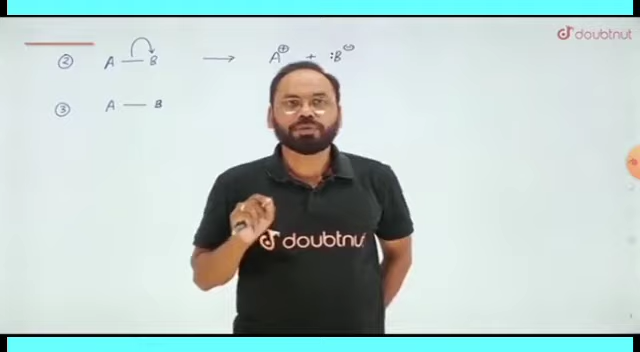 doubtnut
② A — B ⟶ A⊕ + :B⊖
③ A — B
doubtnut